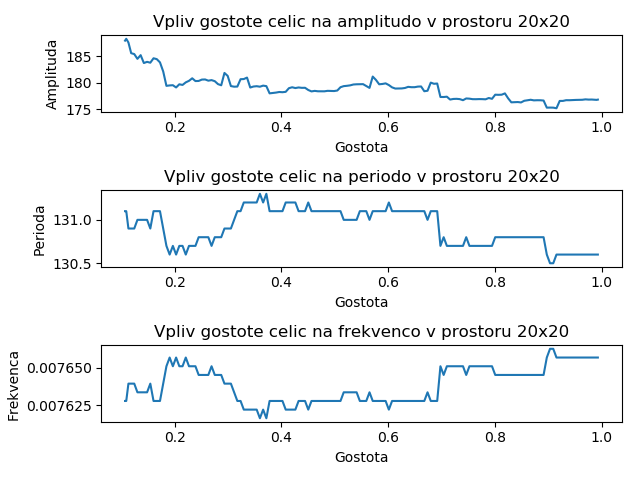 Vpliv gostote celic na amplitudo v prostoru 20x20
Amplituda
185
180
175
0.2 0.4 0.6 0.8 1.0
Gostota
Vpliv gostote celic na periodo v prostoru 20x20
Perioda
131.0
130.5
0.2 0.4 0.6 0.8 1.0
Gostota
Vpliv gostote celic na frekvenco v prostoru 20x20
Frekvenca
0.007650
0.007625
0.2 0.4 0.6 0.8 1.0
Gostota